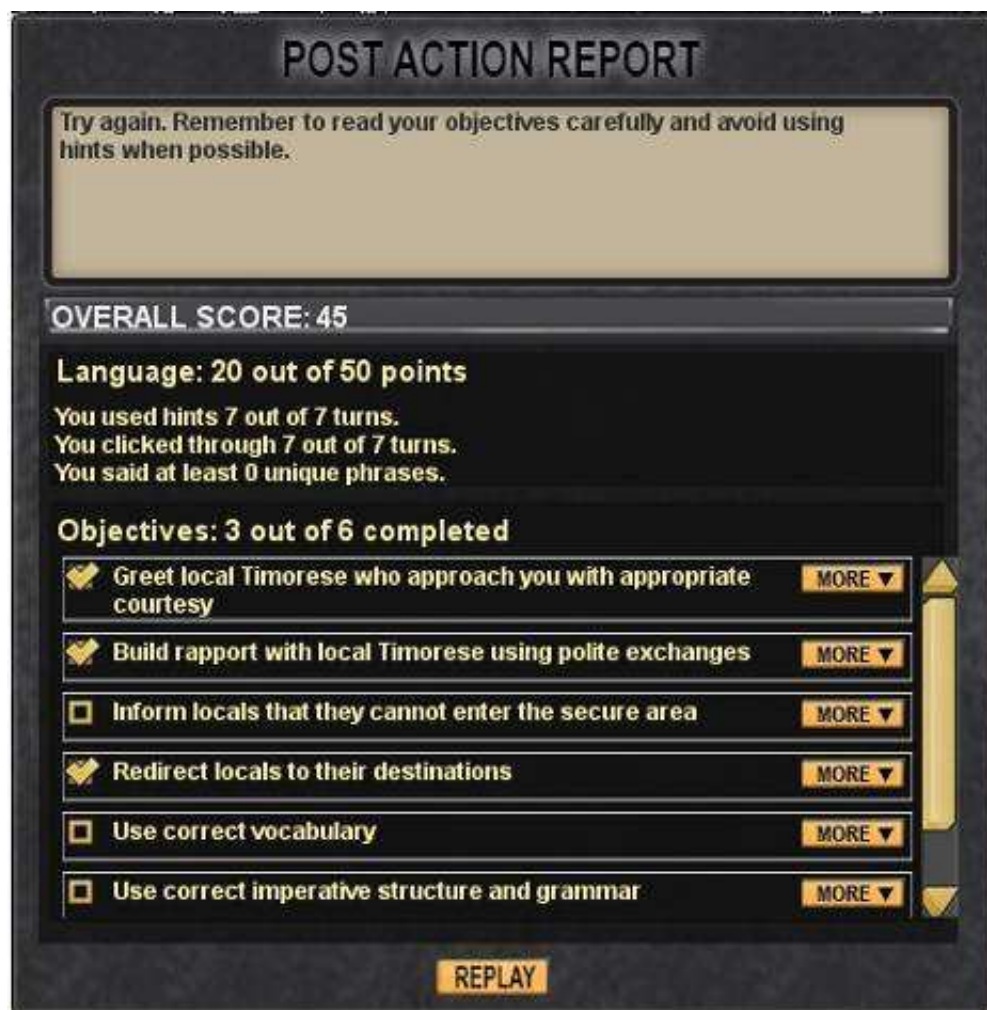 POST ACTION REPORT
Try again. Remember to read your objectives carefully and avoid using
hints when possible.
OVERALL SCORE: 45
Language: 20 out of 50 points
You used hints 7 out of 7 turns.
You clicked through 7 out of 7 turns.
You said at least 0 unique phrases.
Objectives: 3 out of 6 completed
Greet local Timorese who approach you with appropriate MORE ▼
courtesy
Build rapport with local Timorese using polite exchanges MORE ▼
Inform locals that they cannot enter the secure area MORE ▼
Redirect locals to their destinations MORE ▼
Use correct vocabulary MORE ▼
Use correct imperative structure and grammar MORE ▼
REPLAY